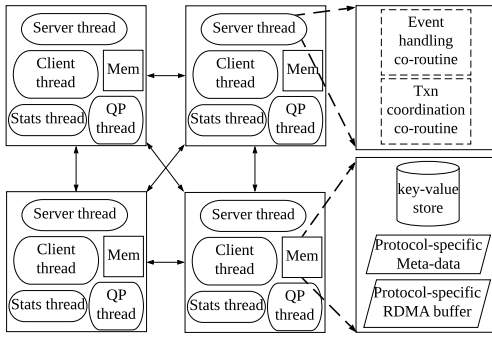 Server thread
Client
thread
Mem
Stats thread
QP
thread
Server thread
Client
thread
Mem
Stats thread
QP
thread
Event
handling
co-routine
Txn
coordination
co-routine
Server thread
Client
thread
Mem
Stats thread
QP
thread
Server thread
Client
thread
Mem
Stats thread
QP
thread
key-value
store
Protocol-specific
Meta-data
Protocol-specific
RDMA buffer